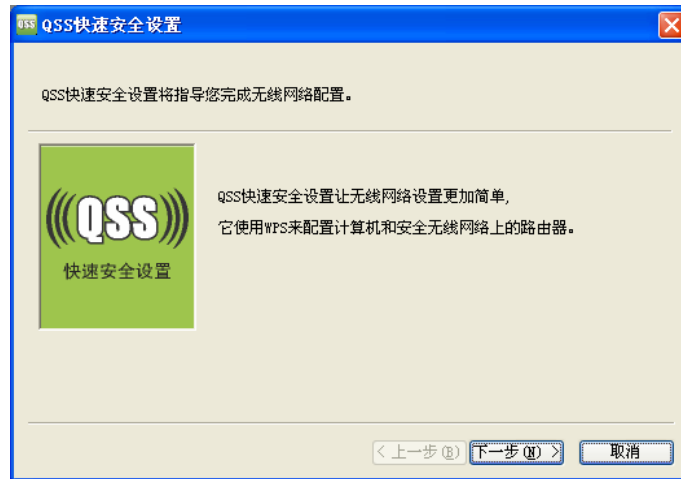 QSS QSS快速安全设置
QSS快速安全设置将指导您完成无线网络配置。
(((QSS)))
快速安全设置
QSS快速安全设置让无线网络设置更加简单,
它使用WPS来配置计算机和安全无线网络上的路由器。
< 上一步(B) 下一步(N) > 取消